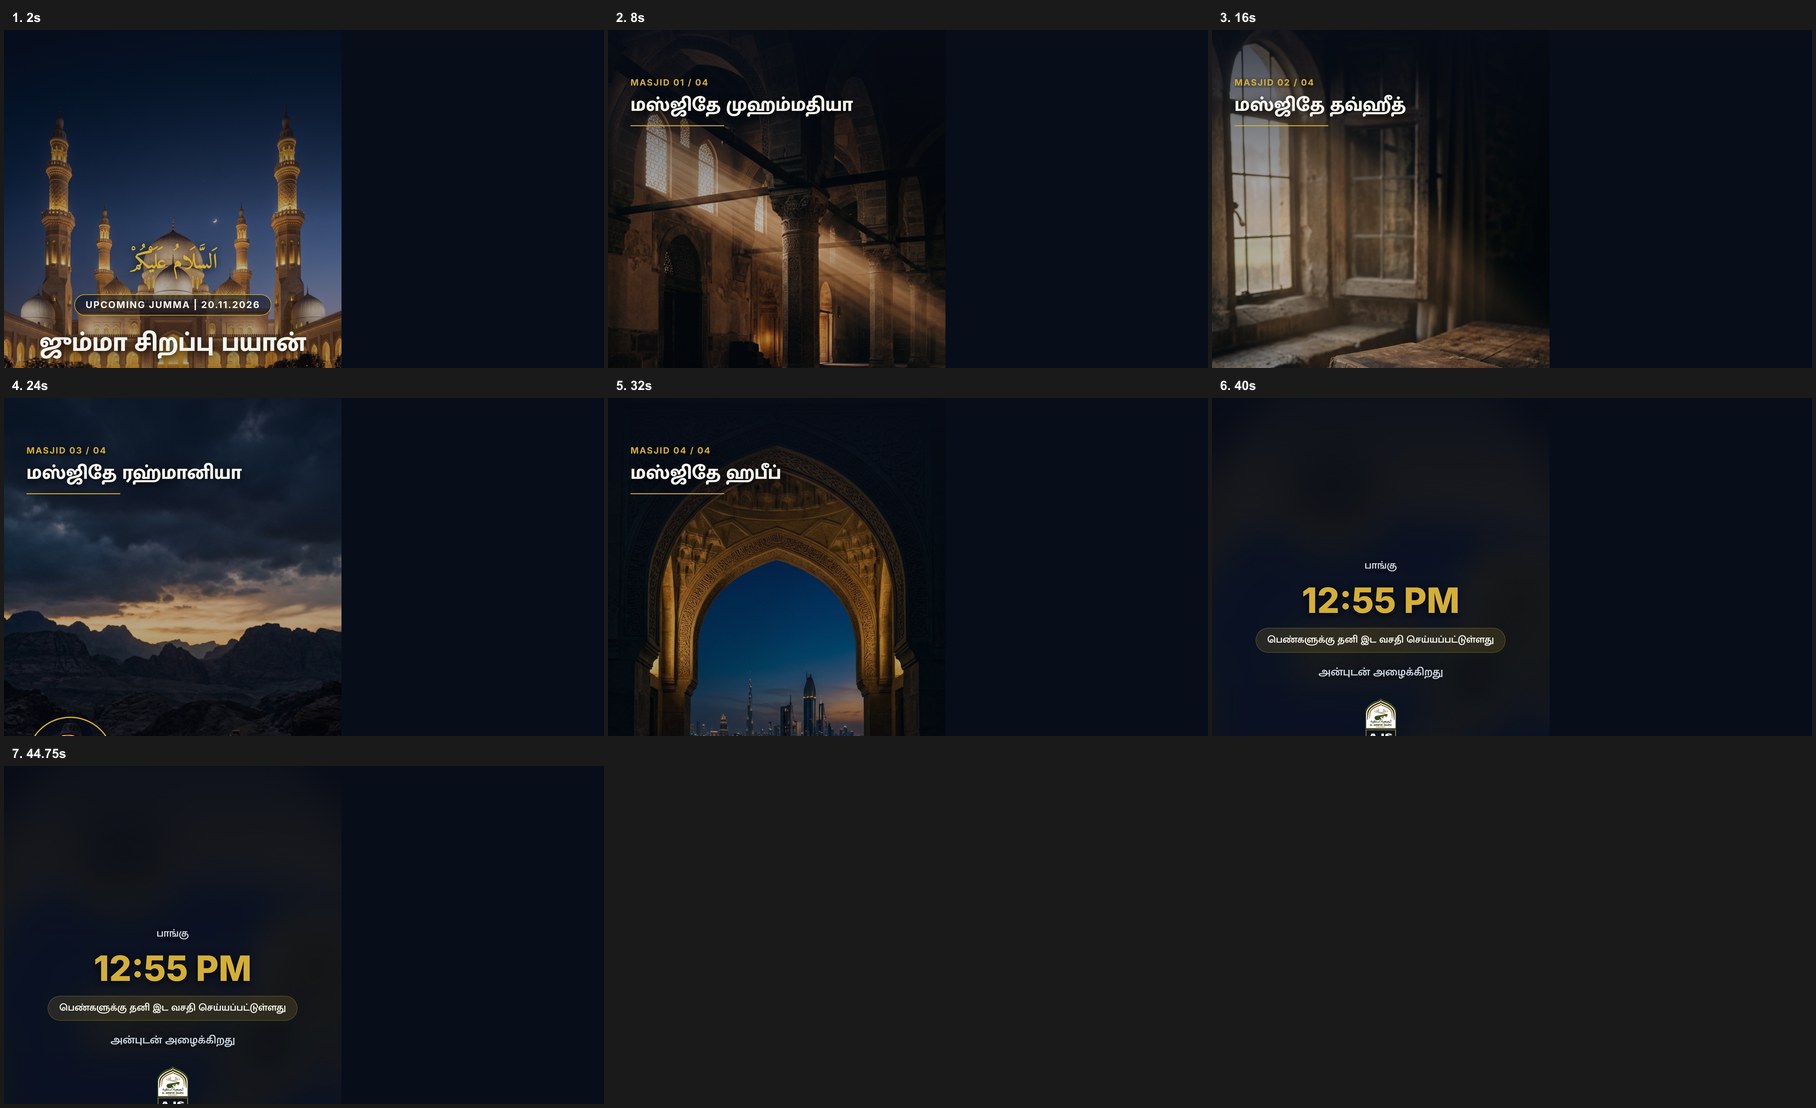 1. 2s
اَلسَّلَامُ عَلَيْكُمْ
UPCOMING JUMMA | 20.11.2026
ஜும்மா சிறப்பு பயான்
2. 8s
MASJID 01 / 04
மஸ்ஜிதே முஹம்மதியா
3. 16s
MASJID 02 / 04
மஸ்ஜிதே தவ்ஹீத்
4. 24s
MASJID 03 / 04
மஸ்ஜிதே ரஹ்மானியா
5. 32s
MASJID 04 / 04
மஸ்ஜிதே ஹபீப்
6. 40s
பாங்கு
12:55 PM
பெண்களுக்கு தனி இட வசதி செய்யப்பட்டுள்ளது
அன்புடன் அழைக்கிறது
7. 44.75s
பாங்கு
12:55 PM
பெண்களுக்கு தனி இட வசதி செய்யப்பட்டுள்ளது
அன்புடன் அழைக்கிறது